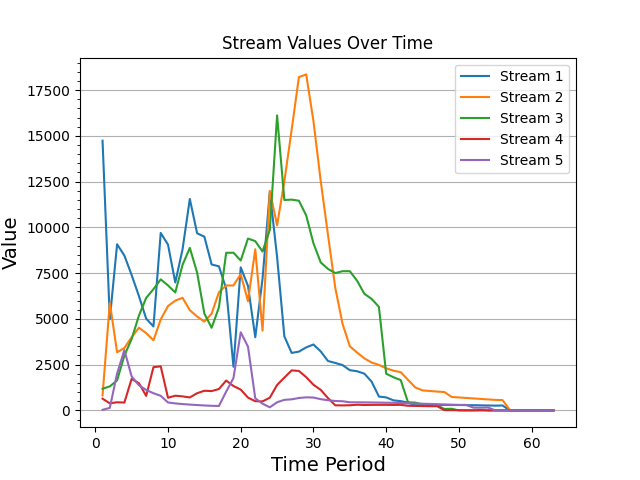 Stream Values Over Time
Stream 1
Stream 2
Stream 3
Stream 4
Stream 5
17500
15000
12500
10000
7500
5000
2500
0
Value
0 10 20 30 40 50 60
Time Period